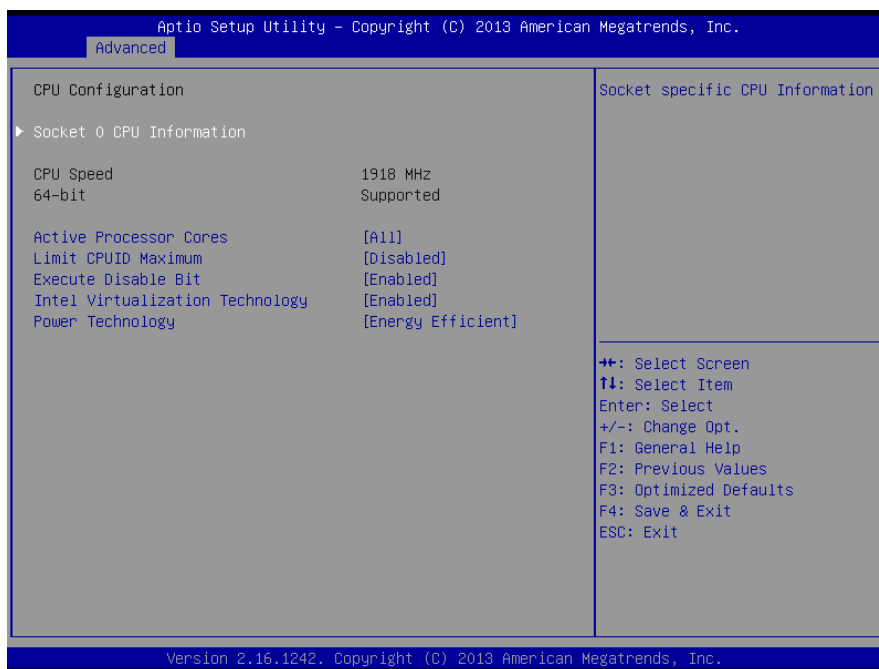 Aptio Setup Utility – Copyright (C) 2013 American Megatrends, Inc.
Advanced
CPU Configuration
Socket 0 CPU Information
CPU Speed 1918 MHz
64-bit Supported
Active Processor Cores [All]
Limit CPUID Maximum [Disabled]
Execute Disable Bit [Enabled]
Intel Virtualization Technology [Enabled]
Power Technology [Energy Efficient]
Socket specific CPU Information
→←: Select Screen
↑↓: Select Item
Enter: Select
+/-: Change Opt.
F1: General Help
F2: Previous Values
F3: Optimized Defaults
F4: Save & Exit
ESC: Exit
Version 2.16.1242. Copyright (C) 2013 American Megatrends, Inc.